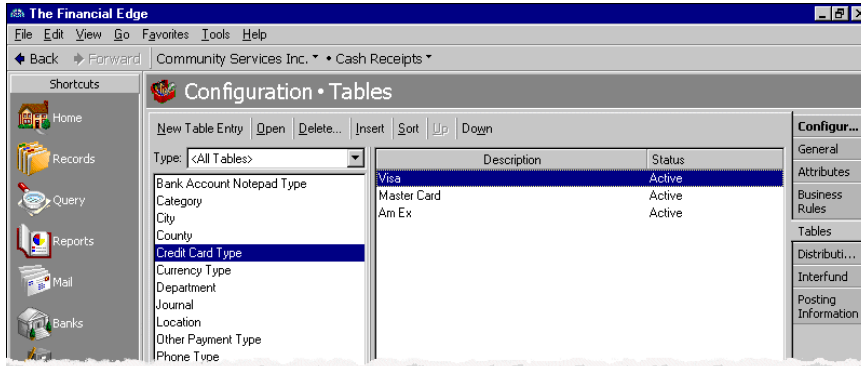 The Financial Edge
File Edit View Go Favorites Tools Help
Back Forward Community Services Inc. • Cash Receipts
Shortcuts
Home
Records
Query
Reports
Mail
Banks
Configuration • Tables
New Table Entry Open Delete... Insert Sort Up Down
Type: <All Tables>
Bank Account Notepad Type
Category
City
County
Credit Card Type
Currency Type
Department
Journal
Location
Other Payment Type
Phone Type
Description Status
Visa Active
Master Card Active
Am Ex Active
Configur...
General
Attributes
Business
Rules
Tables
Distributi...
Interfund
Posting
Information